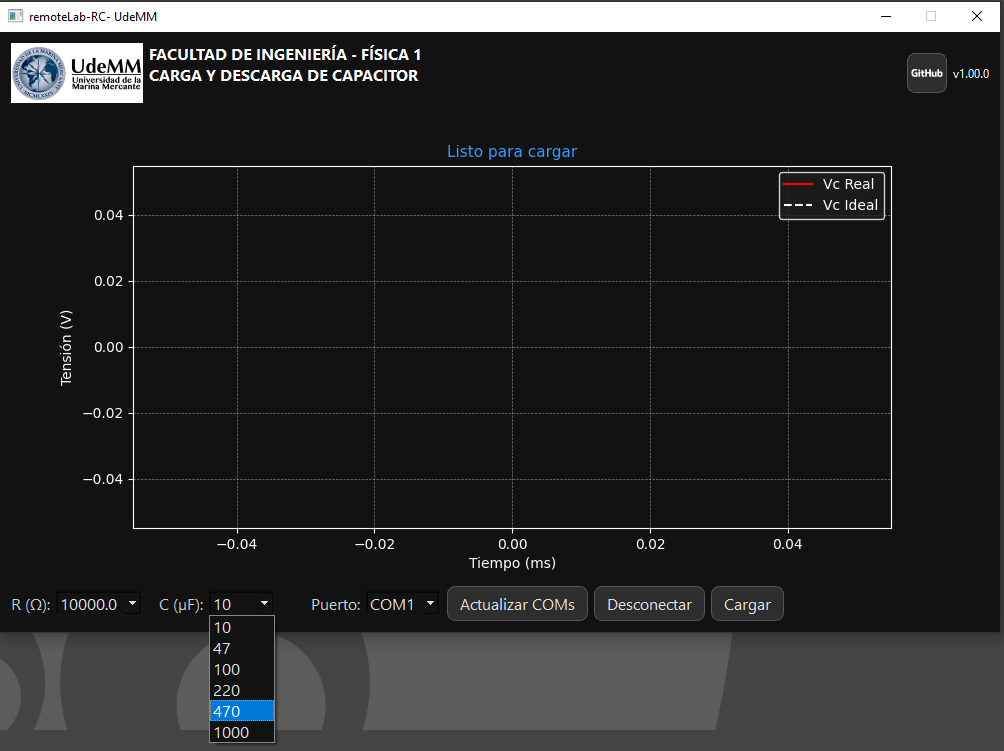 remoteLab-RC- UdeMM
UdeMM
Universidad de la
Marina Mercante
FACULTAD DE INGENIERÍA - FÍSICA 1
CARGA Y DESCARGA DE CAPACITOR
GitHub
v1.00.0
Listo para cargar
Vc Real
Vc Ideal
0.04
0.02
0.00
−0.02
−0.04
Tensión (V)
−0.04
−0.02
0.00
0.02
0.04
Tiempo (ms)
R (Ω): 10000.0
C (µF): 10
Puerto: COM1
Actualizar COMs
Desconectar
Cargar
10
47
100
220
470
1000